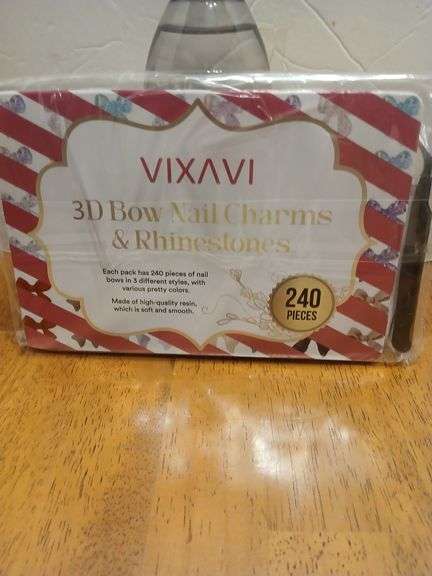 VIXAVI
3D Bow Nail Charms
& Rhinestones
Each pack has 240 pieces of nail
bows in 3 different styles, with
various pretty colors.
Made of high-quality resin,
which is soft and smooth.
240
PIECES